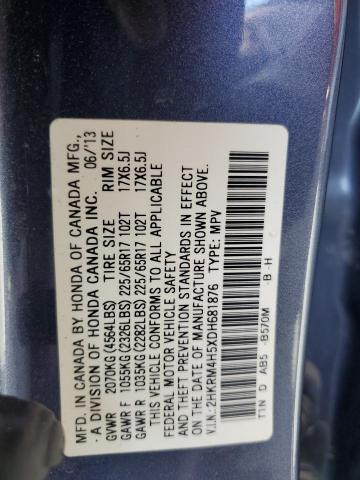 MFD. IN CANADA BY HONDA OF CANADA MFG.,
- A DIVISION OF HONDA CANADA INC. 06/'13
GVWR 2070KG (4564LBS) TIRE SIZE RIM SIZE
GAWR F 1055KG (2326LBS) 225/65R17 102T 17X6.5J
GAWR R 1035KG (2282LBS) 225/65R17 102T 17X6.5J
THIS VEHICLE CONFORMS TO ALL APPLICABLE
FEDERAL MOTOR VEHICLE SAFETY
AND THEFT PREVENTION STANDARDS IN EFFECT
ON THE DATE OF MANUFACTURE SHOWN ABOVE.
V.I.N.: 2HKRM4H5XDH681876 TYPE: MPV
T1N D AB5 -B570M -B-H